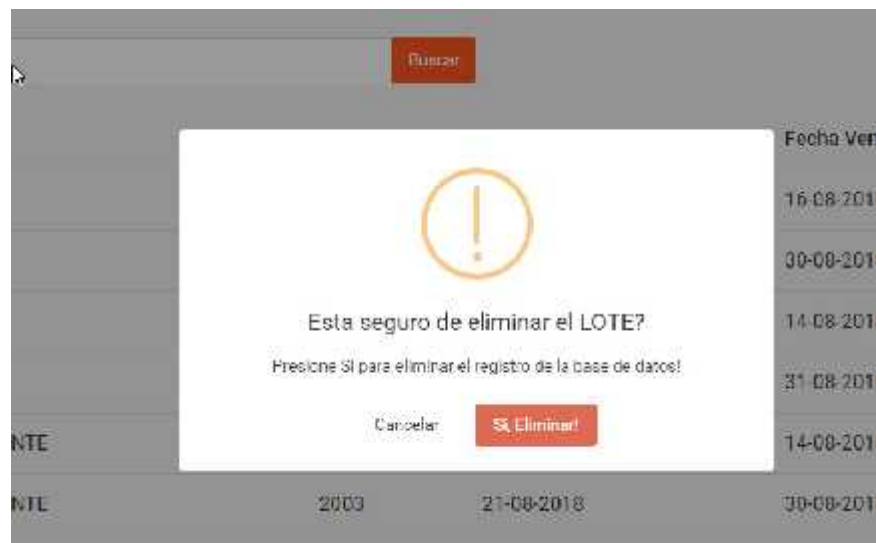 Buscar
Fecha Ven
16-08-201
30-08-201
Esta seguro de eliminar el LOTE?
14-08-201
Presione Si para eliminar el registro de la base de datos!
31-08-201
Cancelar
Si, Eliminar!
NTE
14-08-201
NTE
2003
21-08-2018
30-08-201